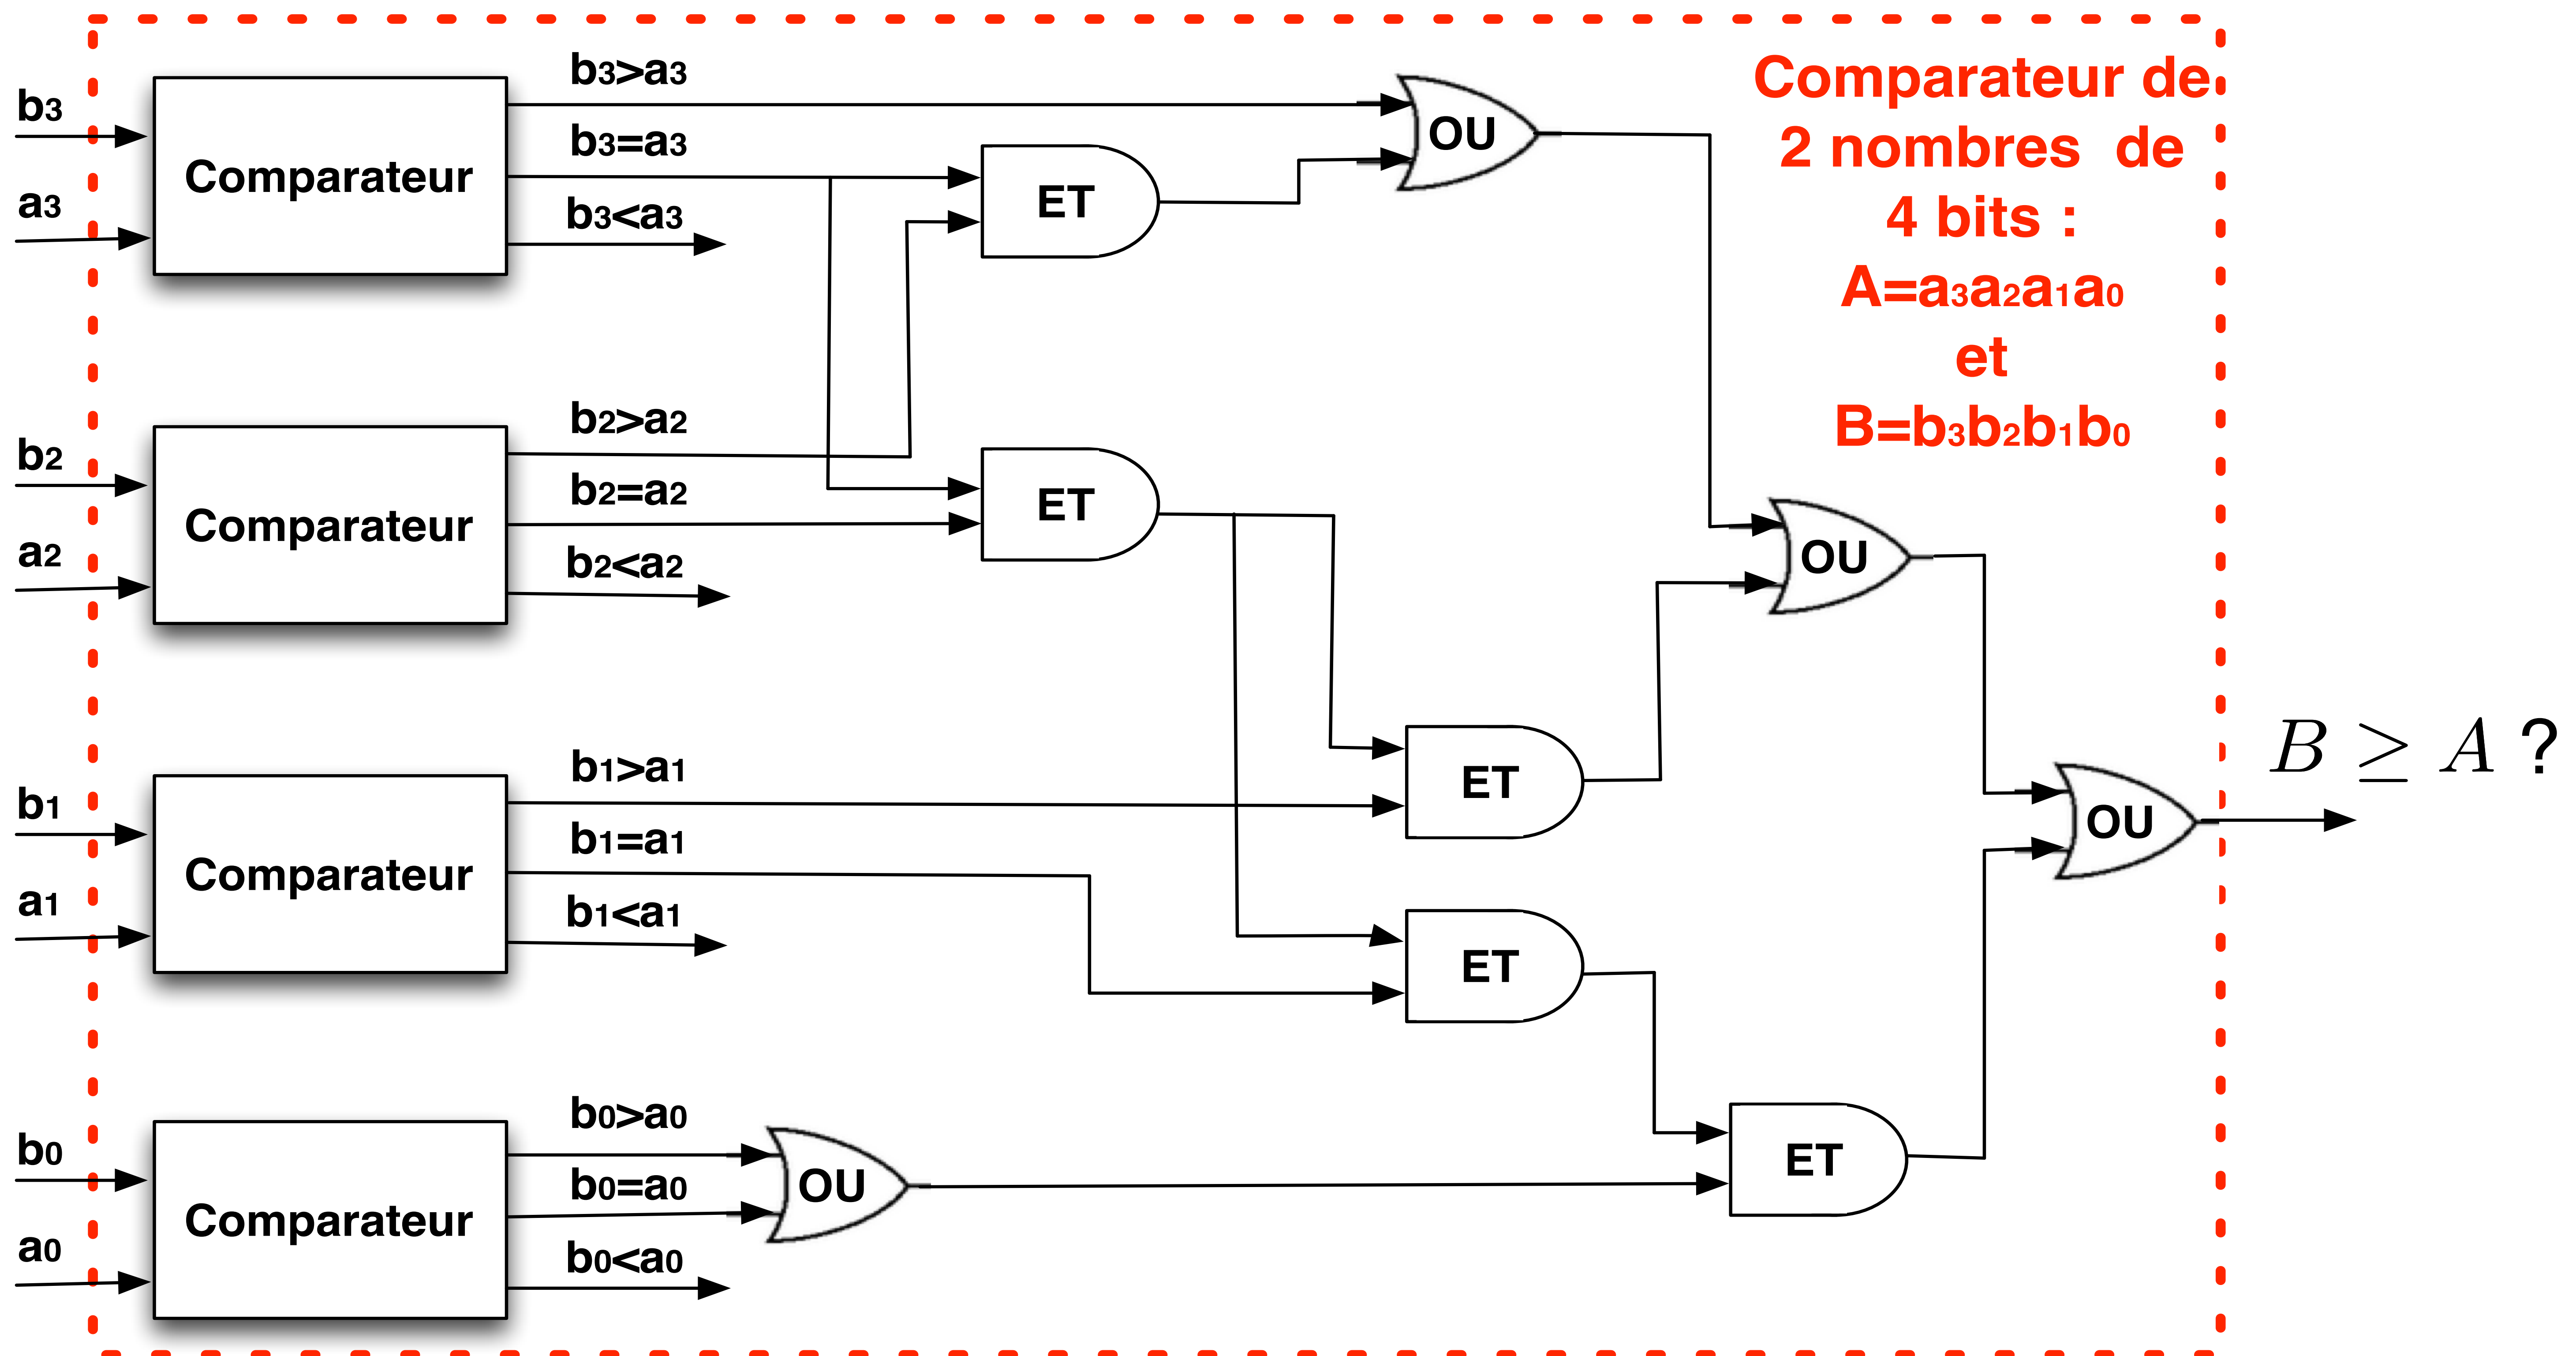 Comparateur de
2 nombres de
4 bits :
A=a3a2a1a0
et
B=b3b2b1b0
b3
a3
Comparateur
b3>a3
b3=a3
b3<a3
ET
OU
b2
a2
Comparateur
b2>a2
b2=a2
b2<a2
ET
OU
b1
a1
Comparateur
b1>a1
b1=a1
b1<a1
ET
ET
OU
B ≥ A ?
b0
a0
Comparateur
b0>a0
b0=a0
b0<a0
OU
ET